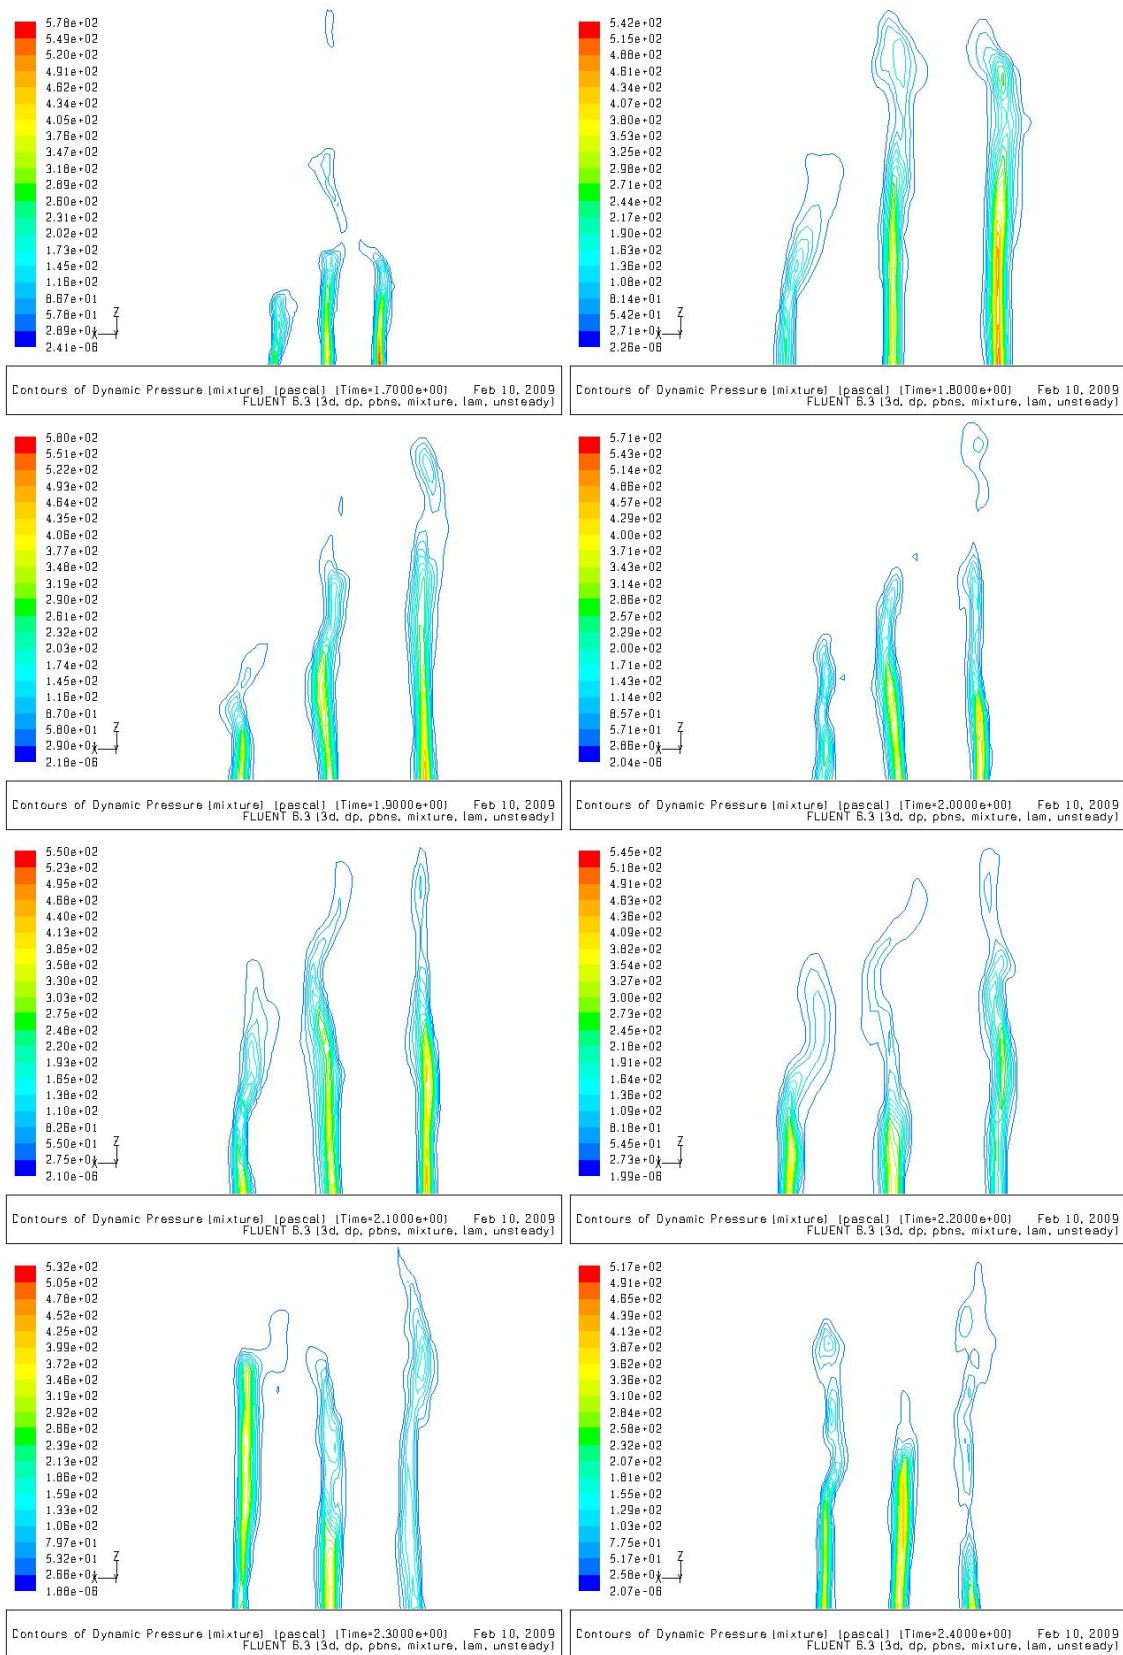 5.78e+02
5.49e+02
5.20e+02
4.91e+02
4.62e+02
4.34e+02
4.05e+02
3.76e+02
3.47e+02
3.18e+02
2.89e+02
2.60e+02
2.31e+02
2.02e+02
1.73e+02
1.45e+02
1.16e+02
8.67e+01
5.78e+01
2.89e+01
2.41e-06
Z
X Y
Contours of Dynamic Pressure (mixture) (pascal) (Time=1.7000e+00) Feb 10, 2009
FLUENT 6.3 (3d, dp, pbns, mixture, lam, unsteady)
5.42e+02
5.15e+02
4.88e+02
4.61e+02
4.34e+02
4.07e+02
3.80e+02
3.53e+02
3.25e+02
2.98e+02
2.71e+02
2.44e+02
2.17e+02
1.90e+02
1.63e+02
1.36e+02
1.08e+02
8.14e+01
5.42e+01
2.71e+01
2.26e-06
Z
X Y
Contours of Dynamic Pressure (mixture) (pascal) (Time=1.8000e+00) Feb 10, 2009
FLUENT 6.3 (3d, dp, pbns, mixture, lam, unsteady)
5.80e+02
5.51e+02
5.22e+02
4.93e+02
4.64e+02
4.35e+02
4.06e+02
3.77e+02
3.48e+02
3.19e+02
2.90e+02
2.61e+02
2.32e+02
2.03e+02
1.74e+02
1.45e+02
1.16e+02
8.70e+01
5.80e+01
2.90e+01
2.18e-06
Z
X Y
Contours of Dynamic Pressure (mixture) (pascal) (Time=1.9000e+00) Feb 10, 2009
FLUENT 6.3 (3d, dp, pbns, mixture, lam, unsteady)
5.71e+02
5.43e+02
5.14e+02
4.86e+02
4.57e+02
4.29e+02
4.00e+02
3.71e+02
3.43e+02
3.14e+02
2.86e+02
2.57e+02
2.29e+02
2.00e+02
1.71e+02
1.43e+02
1.14e+02
8.57e+01
5.71e+01
2.86e+01
2.04e-06
Z
X Y
Contours of Dynamic Pressure (mixture) (pascal) (Time=2.0000e+00) Feb 10, 2009
FLUENT 6.3 (3d, dp, pbns, mixture, lam, unsteady)
5.50e+02
5.23e+02
4.95e+02
4.68e+02
4.40e+02
4.13e+02
3.85e+02
3.58e+02
3.30e+02
3.03e+02
2.75e+02
2.48e+02
2.20e+02
1.93e+02
1.65e+02
1.38e+02
1.10e+02
8.26e+01
5.50e+01
2.75e+01
2.10e-06
Z
X Y
Contours of Dynamic Pressure (mixture) (pascal) (Time=2.1000e+00) Feb 10, 2009
FLUENT 6.3 (3d, dp, pbns, mixture, lam, unsteady)
5.45e+02
5.18e+02
4.91e+02
4.63e+02
4.36e+02
4.09e+02
3.82e+02
3.54e+02
3.27e+02
3.00e+02
2.73e+02
2.45e+02
2.18e+02
1.91e+02
1.64e+02
1.36e+02
1.09e+02
8.18e+01
5.45e+01
2.73e+01
1.99e-06
Z
X Y
Contours of Dynamic Pressure (mixture) (pascal) (Time=2.2000e+00) Feb 10, 2009
FLUENT 6.3 (3d, dp, pbns, mixture, lam, unsteady)
5.32e+02
5.05e+02
4.78e+02
4.52e+02
4.25e+02
3.99e+02
3.72e+02
3.46e+02
3.19e+02
2.92e+02
2.66e+02
2.39e+02
2.13e+02
1.86e+02
1.59e+02
1.33e+02
1.06e+02
7.97e+01
5.32e+01
2.66e+01
1.88e-06
Z
X Y
Contours of Dynamic Pressure (mixture) (pascal) (Time=2.3000e+00) Feb 10, 2009
FLUENT 6.3 (3d, dp, pbns, mixture, lam, unsteady)
5.17e+02
4.91e+02
4.65e+02
4.39e+02
4.13e+02
3.87e+02
3.62e+02
3.36e+02
3.10e+02
2.84e+02
2.58e+02
2.32e+02
2.07e+02
1.81e+02
1.55e+02
1.29e+02
1.03e+02
7.75e+01
5.17e+01
2.58e+01
2.07e-06
Z
X Y
Contours of Dynamic Pressure (mixture) (pascal) (Time=2.4000e+00) Feb 10, 2009
FLUENT 6.3 (3d, dp, pbns, mixture, lam, unsteady)